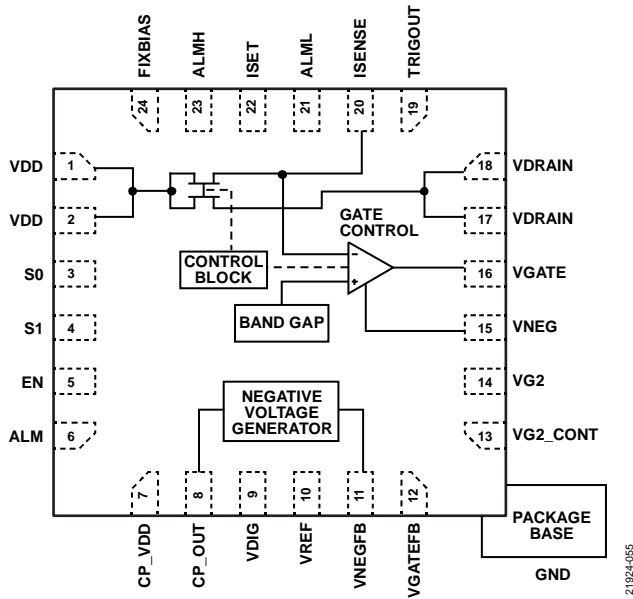 FIXBIAS
ALMH
ISET
ALML
ISENSE
TRIGOUT
24
23
22
21
20
19
VDD
1
18
VDRAIN
VDD
2
17
VDRAIN
GATE
CONTROL
–
+
CONTROL
BLOCK
BAND GAP
S0
3
16
VGATE
S1
4
15
VNEG
EN
5
14
VG2
ALM
6
13
VG2_CONT
NEGATIVE
VOLTAGE
GENERATOR
7
8
9
10
11
12
CP_VDD
CP_OUT
VDIG
VREF
VNEGFB
VGATEFB
PACKAGE
BASE
GND
21924-055